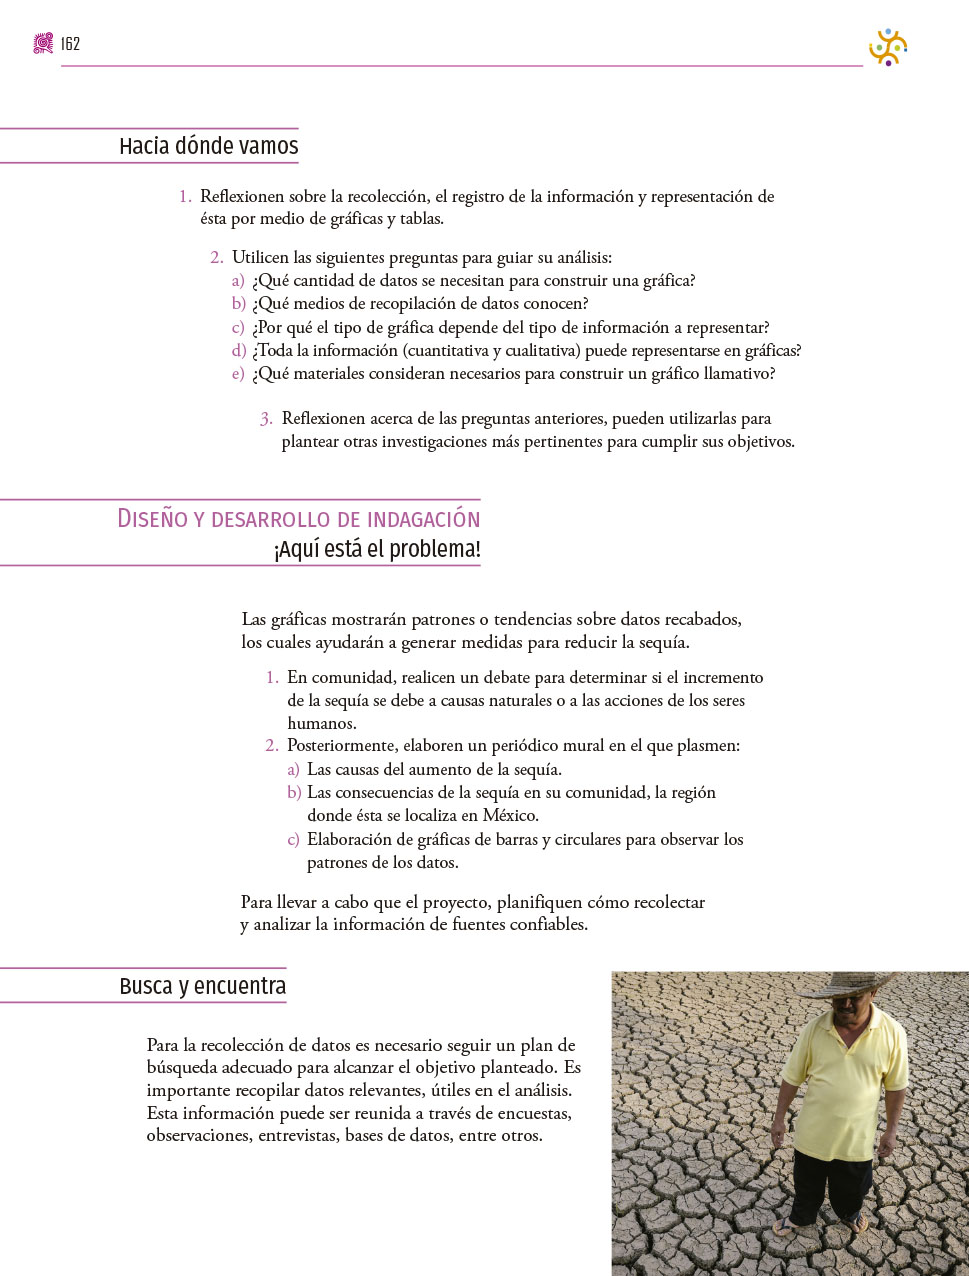 162
Hacia dónde vamos
1. Reflexionen sobre la recolección, el registro de la información y representación de
ésta por medio de gráficas y tablas.
2. Utilicen las siguientes preguntas para guiar su análisis:
a) ¿Qué cantidad de datos se necesitan para construir una gráfica?
b) ¿Qué medios de recopilación de datos conocen?
c) ¿Por qué el tipo de gráfica depende del tipo de información a representar?
d) ¿Toda la información (cuantitativa y cualitativa) puede representarse en gráficas?
e) ¿Qué materiales consideran necesarios para construir un gráfico llamativo?
3. Reflexionen acerca de las preguntas anteriores, pueden utilizarlas para
plantear otras investigaciones más pertinentes para cumplir sus objetivos.
Diseño y desarrollo de indagación
¡Aquí está el problema!
Las gráficas mostrarán patrones o tendencias sobre datos recabados,
los cuales ayudarán a generar medidas para reducir la sequía.
1. En comunidad, realicen un debate para determinar si el incremento
de la sequía se debe a causas naturales o a las acciones de los seres
humanos.
2. Posteriormente, elaboren un periódico mural en el que plasmen:
a) Las causas del aumento de la sequía.
b) Las consecuencias de la sequía en su comunidad, la región
donde ésta se localiza en México.
c) Elaboración de gráficas de barras y circulares para observar los
patrones de los datos.
Para llevar a cabo que el proyecto, planifiquen cómo recolectar
y analizar la información de fuentes confiables.
Busca y encuentra
Para la recolección de datos es necesario seguir un plan de
búsqueda adecuado para alcanzar el objetivo planteado. Es
importante recopilar datos relevantes, útiles en el análisis.
Esta información puede ser reunida a través de encuestas,
observaciones, entrevistas, bases de datos, entre otros.